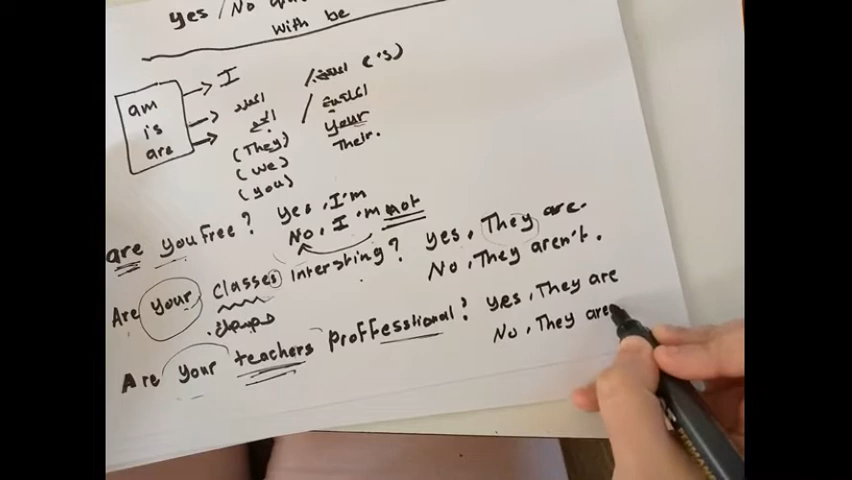 yes / No
with be
am → I
is →
are →
/ ('s)
/ your
Their.
(They)
(we)
(you)
are you free? yes, I'm
No, I'm not
Are your classes intersting? yes, They are.
No, They aren't.
Are your teachers proffesstional? yes, They are
No, They are